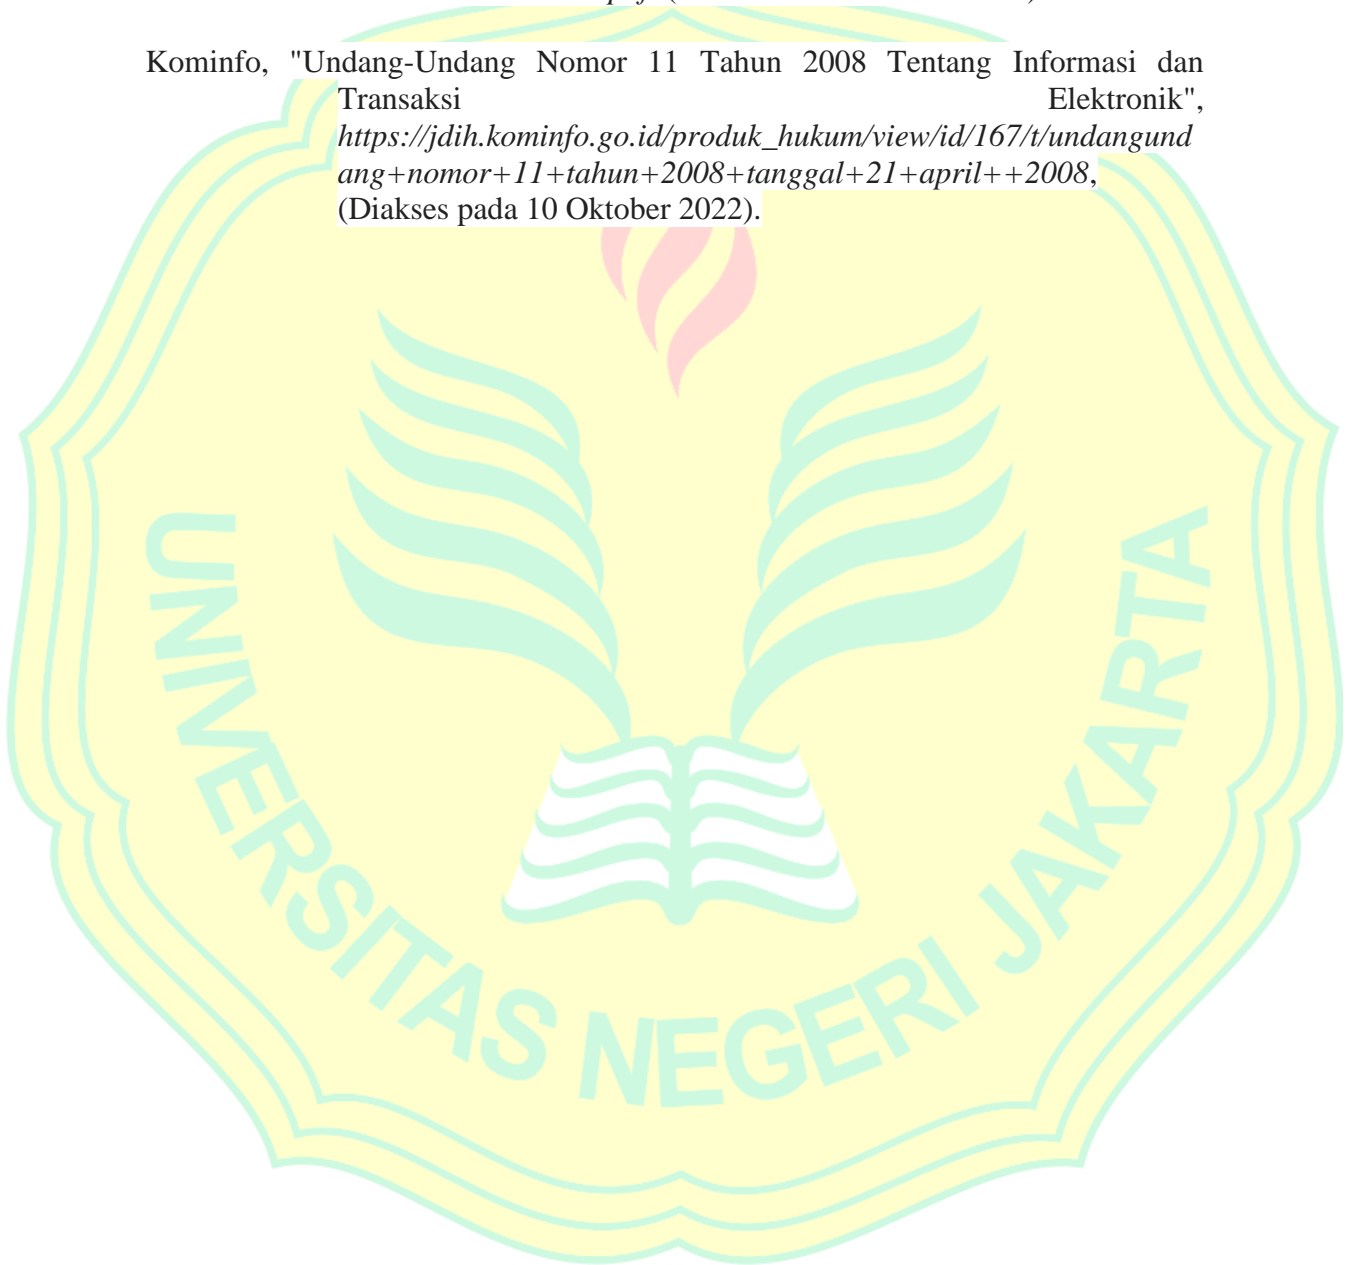 Kominfo, "Undang-Undang Nomor 11 Tahun 2008 Tentang Informasi dan
Transaksi Elektronik",
https://jdih.kominfo.go.id/produk_hukum/view/id/167/t/undangund
ang+nomor+11+tahun+2008+tanggal+21+april++2008,
(Diakses pada 10 Oktober 2022).
UNIVERSITAS NEGERI JAKARTA